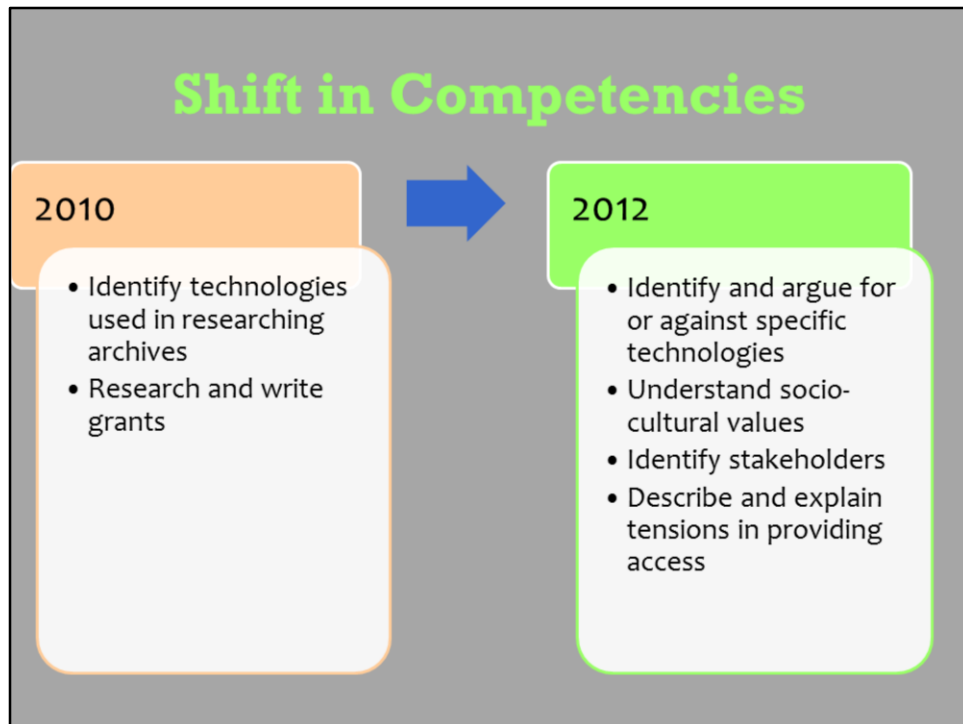 Shift in Competencies
2010
• Identify technologies
used in researching
archives
• Research and write
grants
2012
• Identify and argue for
or against specific
technologies
• Understand socio-
cultural values
• Identify stakeholders
• Describe and explain
tensions in providing
access